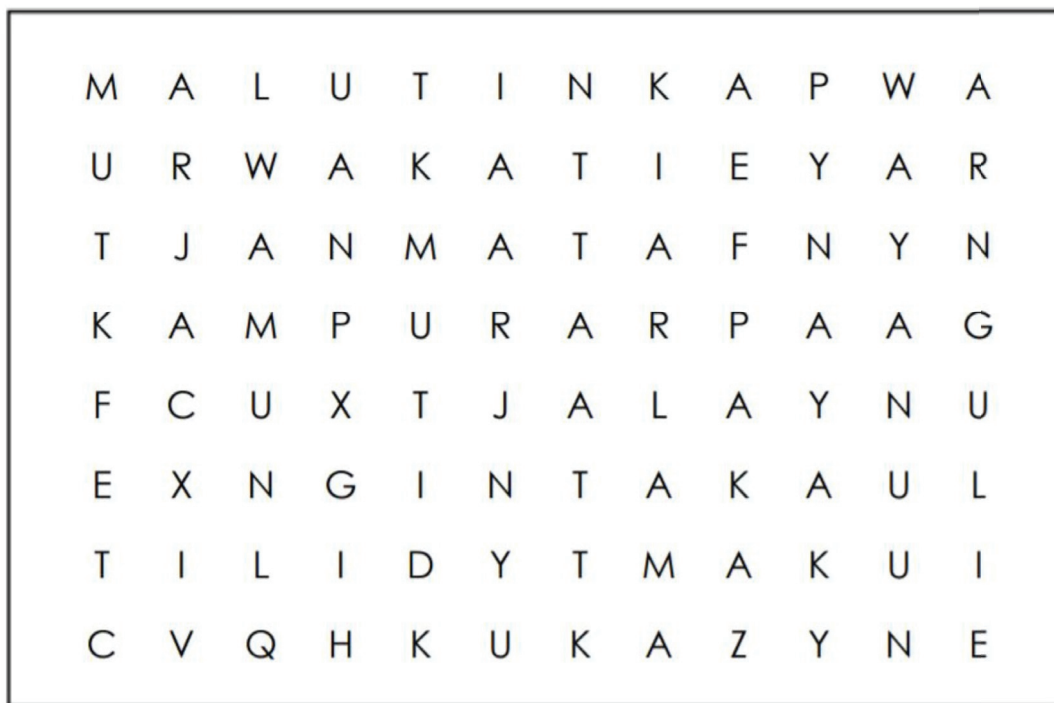 M A L U T I N K A P W A
U R W A K A T I E Y A R
T J A N M A T A F N Y N
K A M P U R A R P A A G
F C U X T J A L A Y N U
E X N G I N T A K A U L
T I L I D Y T M A K U I
C V Q H K U K A Z Y N E